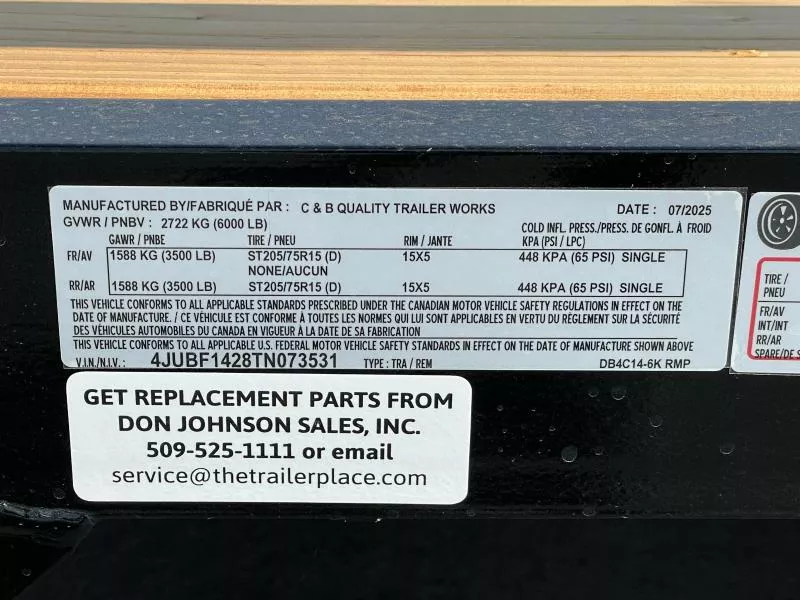 MANUFACTURED BY/FABRIQUÉ PAR : C & B QUALITY TRAILER WORKS DATE : 07/2025
GVWR / PNBV : 2722 KG (6000 LB)
GAWR / PNBE TIRE / PNEU RIM / JANTE COLD INFL. PRESS./PRESS. DE GONFL. À FROID
KPA (PSI / LPC)
FR/AV 1588 KG (3500 LB) ST205/75R15 (D) 15X5 448 KPA (65 PSI) SINGLE
NONE/AUCUN
RR/AR 1588 KG (3500 LB) ST205/75R15 (D) 15X5 448 KPA (65 PSI) SINGLE
THIS VEHICLE CONFORMS TO ALL APPLICABLE STANDARDS PRESCRIBED UNDER THE CANADIAN MOTOR VEHICLE SAFETY REGULATIONS IN EFFECT ON THE
DATE OF MANUFACTURE. / CE VÉHICULE EST CONFORME À TOUTES LES NORMES QUI LUI SONT APPLICABLES EN VERTU DU RÈGLEMENT SUR LA SÉCURITÉ
DES VÉHICULES AUTOMOBILES DU CANADA EN VIGUEUR À LA DATE DE SA FABRICATION
THIS VEHICLE CONFORMS TO ALL APPLICABLE U.S. FEDERAL MOTOR VEHICLE SAFETY STANDARDS IN EFFECT ON THE DATE OF MANUFACTURE SHOWN ABOVE
V.I.N./N.I.V.: 4JUBF1428TN073531 TYPE : TRA / REM DB4C14-6K RMP
TIRE /
PNEU
FR/AV
INT/INT
RR/AR
SPARE/DE S
GET REPLACEMENT PARTS FROM
DON JOHNSON SALES, INC.
509-525-1111 or email
service@thetrailerplace.com